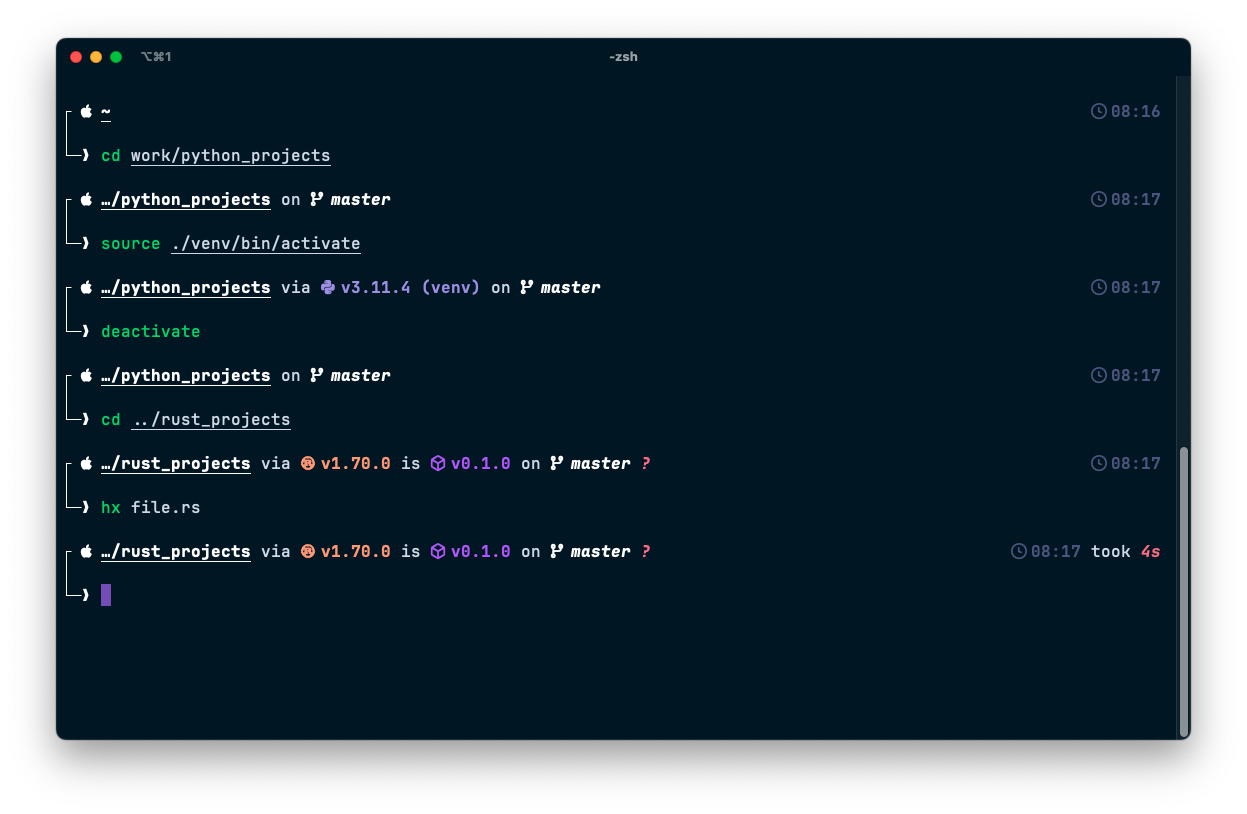 ⌥⌘1 -zsh
~ 08:16
❯ cd work/python_projects
…/python_projects on master 08:17
❯ source ./venv/bin/activate
…/python_projects via v3.11.4 (venv) on master 08:17
❯ deactivate
…/python_projects on master 08:17
❯ cd ../rust_projects
…/rust_projects via v1.70.0 is v0.1.0 on master ? 08:17
❯ hx file.rs
…/rust_projects via v1.70.0 is v0.1.0 on master ? 08:17 took 4s
❯